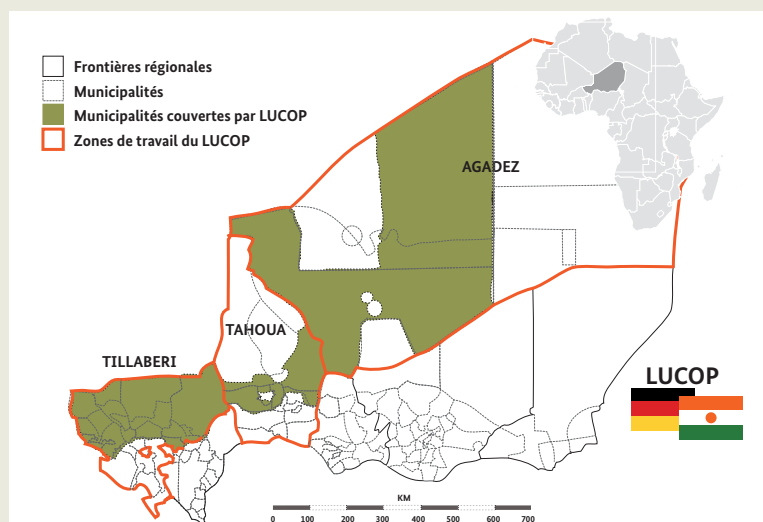 Frontières régionales
Municipalités
Municipalités couvertes par LUCOP
Zones de travail du LUCOP
AGADEZ
TAHOUA
TILLABERI
LUCOP
KM
0 100 200 300 400 500 600 700